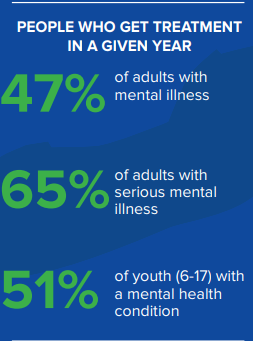 PEOPLE WHO GET TREATMENT
IN A GIVEN YEAR
47%
of adults with
mental illness
65%
of adults with
serious mental
illness
51%
of youth (6-17) with
a mental health
condition